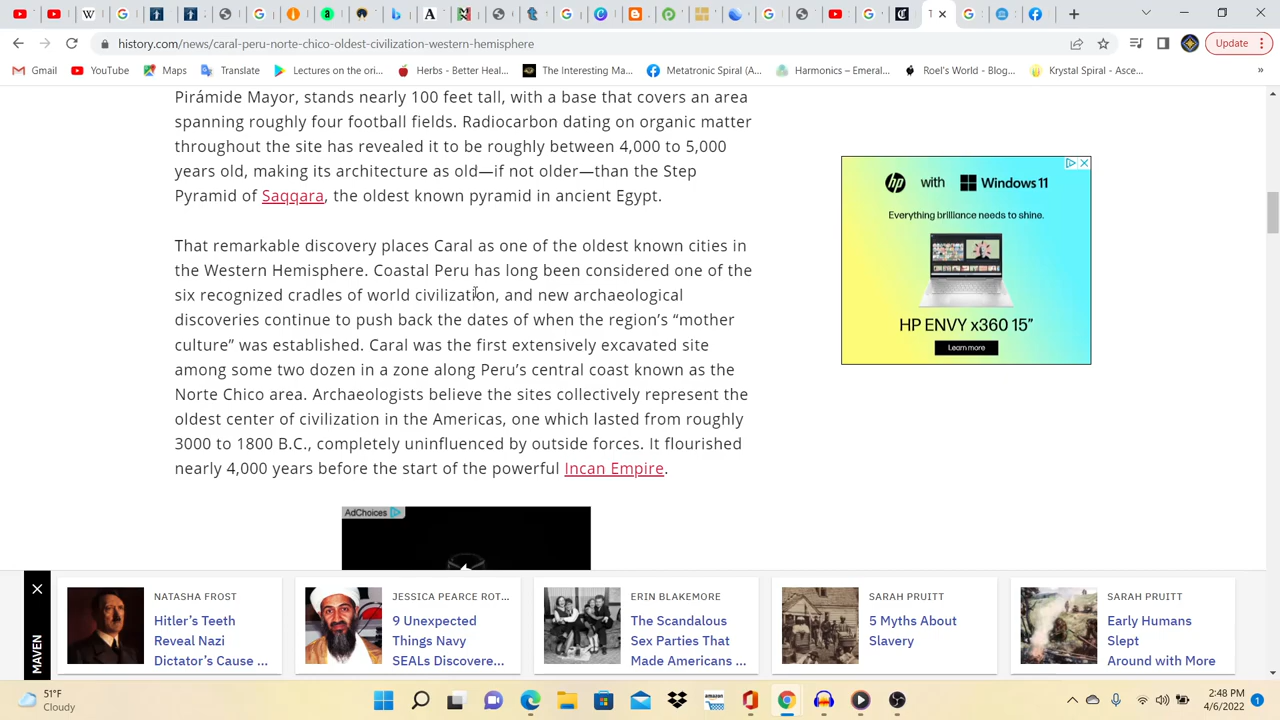 1
history.com/news/caral-peru-norte-chico-oldest-civilization-western-hemisphere
Update
Gmail
YouTube
Maps
Translate
Lectures on the ori...
Herbs - Better Heal...
The Interesting Ma...
Metatronic Spiral (A...
Harmonics – Emeral...
Roel's World - Blog...
Krystal Spiral - Asce...
»
Pirámide Mayor, stands nearly 100 feet tall, with a base that covers an area
spanning roughly four football fields. Radiocarbon dating on organic matter
throughout the site has revealed it to be roughly between 4,000 to 5,000
years old, making its architecture as old—if not older—than the Step
Pyramid of Saqqara, the oldest known pyramid in ancient Egypt.
That remarkable discovery places Caral as one of the oldest known cities in
the Western Hemisphere. Coastal Peru has long been considered one of the
six recognized cradles of world civilization, and new archaeological
discoveries continue to push back the dates of when the region's “mother
culture” was established. Caral was the first extensively excavated site
among some two dozen in a zone along Peru's central coast known as the
Norte Chico area. Archaeologists believe the sites collectively represent the
oldest center of civilization in the Americas, one which lasted from roughly
3000 to 1800 B.C., completely uninfluenced by outside forces. It flourished
nearly 4,000 years before the start of the powerful Incan Empire.
hp with Windows 11
Everything brilliance needs to shine.
HP ENVY x360 15”
Learn more
AdChoices
MAVEN
NATASHA FROST
Hitler's Teeth
Reveal Nazi
Dictator's Cause ...
JESSICA PEARCE ROT...
9 Unexpected
Things Navy
SEALs Discovere...
ERIN BLAKEMORE
The Scandalous
Sex Parties That
Made Americans ...
SARAH PRUITT
5 Myths About
Slavery
SARAH PRUITT
Early Humans
Slept
Around with More
51°F
Cloudy
amazon
2:48 PM
4/6/2022
1